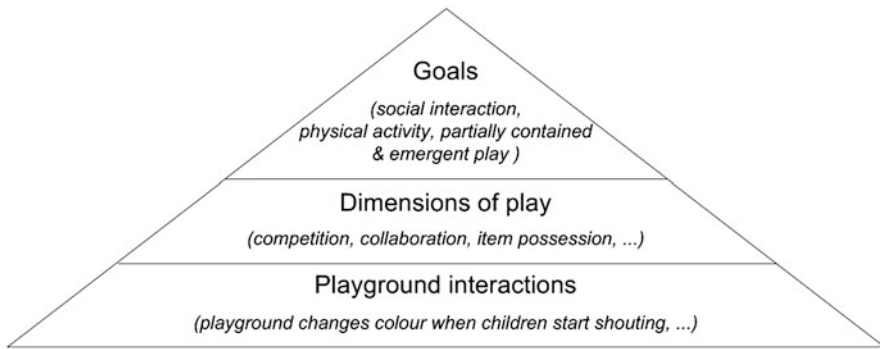 Goals
(social interaction,
physical activity, partially contained
& emergent play )
Dimensions of play
(competition, collaboration, item possession, ...)
Playground interactions
(playground changes colour when children start shouting, ...)